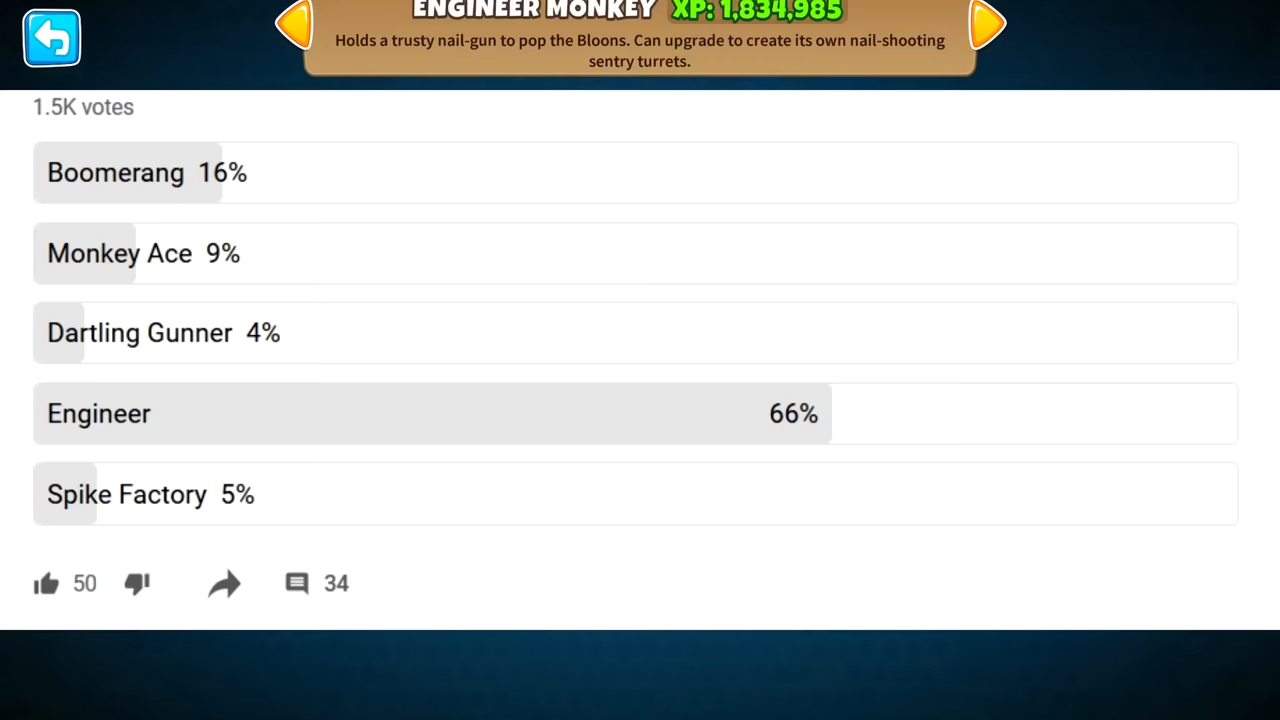 ENGINEER MONKEY XP: 1,834,985
Holds a trusty nail-gun to pop the Bloons. Can upgrade to create its own nail-shooting
sentry turrets.
1.5K votes
Boomerang 16%
Monkey Ace 9%
Dartling Gunner 4%
Engineer 66%
Spike Factory 5%
50 34